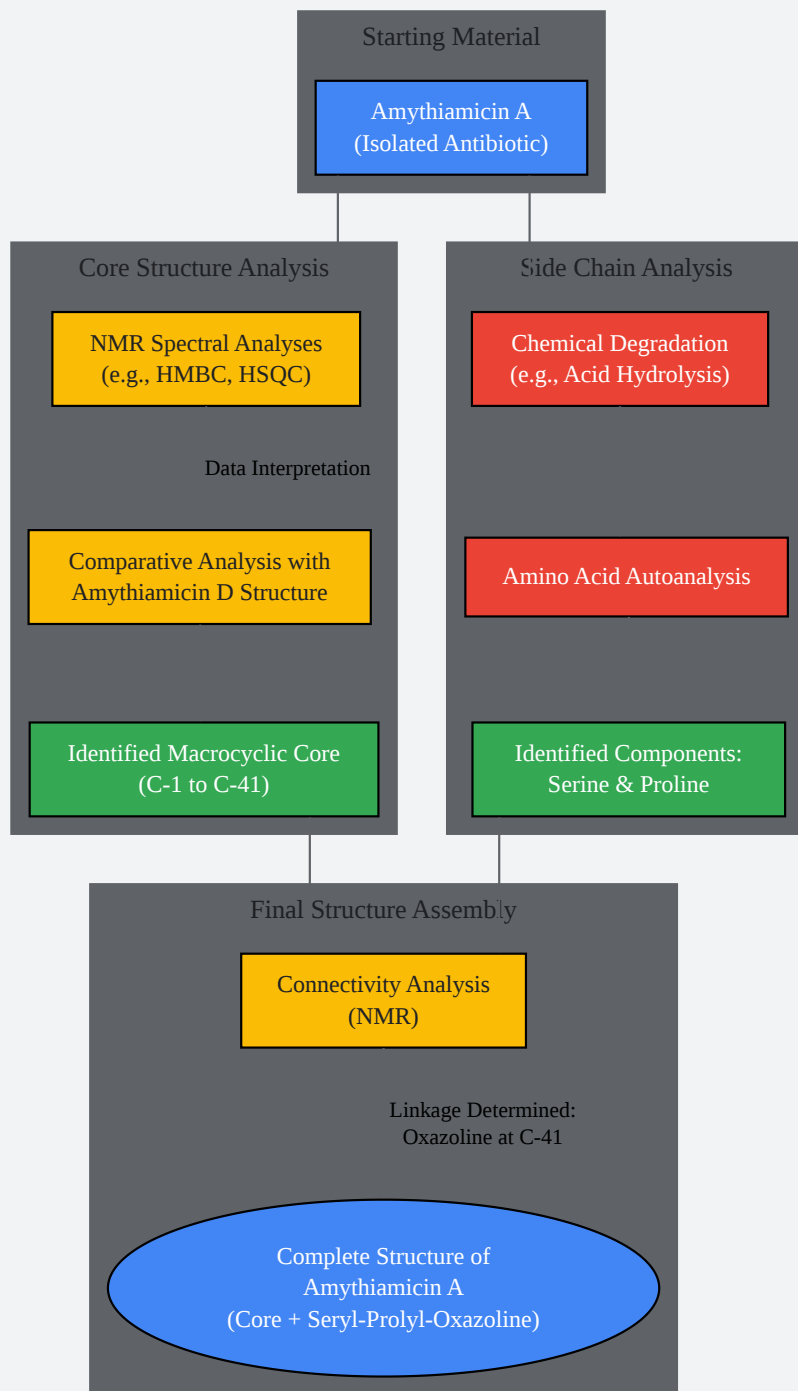 Starting Material
Amythiamicin A
(Isolated Antibiotic)
Core Structure Analysis
NMR Spectral Analyses
(e.g., HMBC, HSQC)
Data Interpretation
Comparative Analysis with
Amythiamicin D Structure
Identified Macrocyclic Core
(C-1 to C-41)
Side Chain Analysis
Chemical Degradation
(e.g., Acid Hydrolysis)
Amino Acid Autoanalysis
Identified Components:
Serine & Proline
Final Structure Assembly
Connectivity Analysis
(NMR)
Linkage Determined:
Oxazoline at C-41
Complete Structure of
Amythiamicin A
(Core + Seryl-Prolyl-Oxazoline)